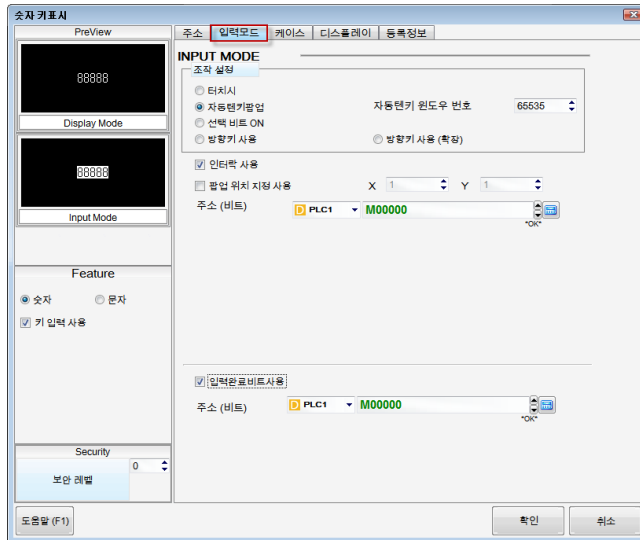 숫자 키표시
PreView
88888
Display Mode
88888
Input Mode
Feature
숫자 문자
키 입력 사용
Security
보안 레벨 0
주소 입력모드 케이스 디스플레이 등록정보
INPUT MODE
조작 설정
터치시
자동텐키팝업 자동텐키 윈도우 번호 65535
선택 비트 ON
방향키 사용 방향키 사용 (확장)
인터락 사용
팝업 위치 지정 사용 X 1 Y 1
주소 (비트) D PLC1 M00000
*OK*
입력완료비트사용
주소 (비트) D PLC1 M00000
*OK*
도움말 (F1) 확인 취소